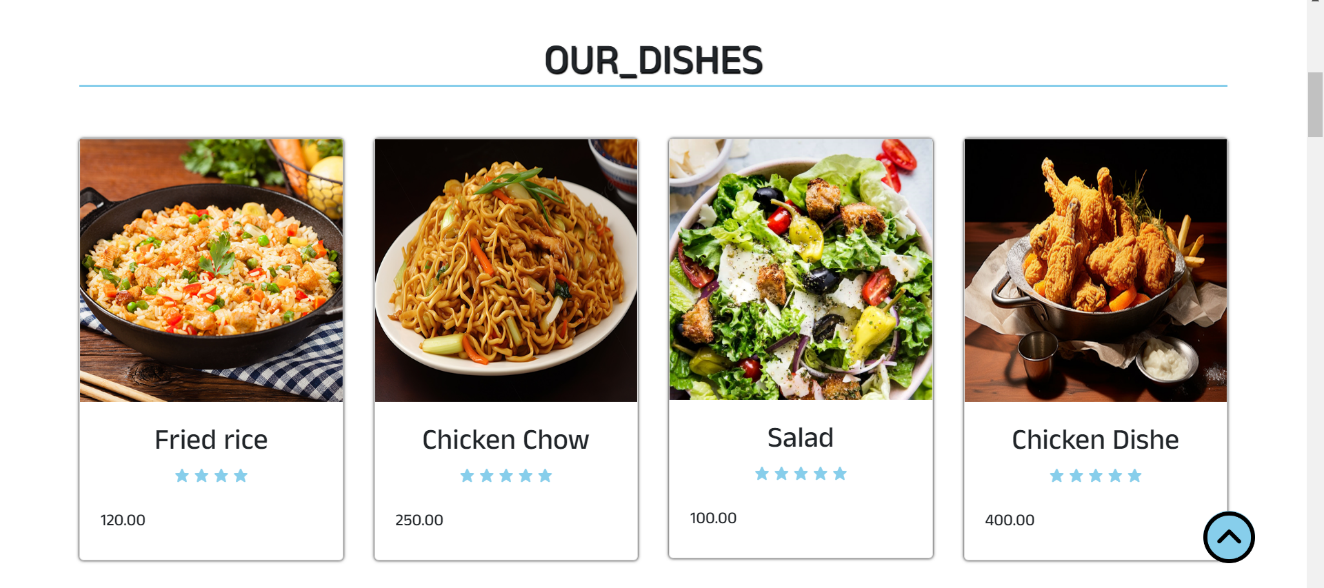 OUR_DISHES
Fried rice
120.00
Chicken Chow
250.00
Salad
100.00
Chicken Dishe
400.00